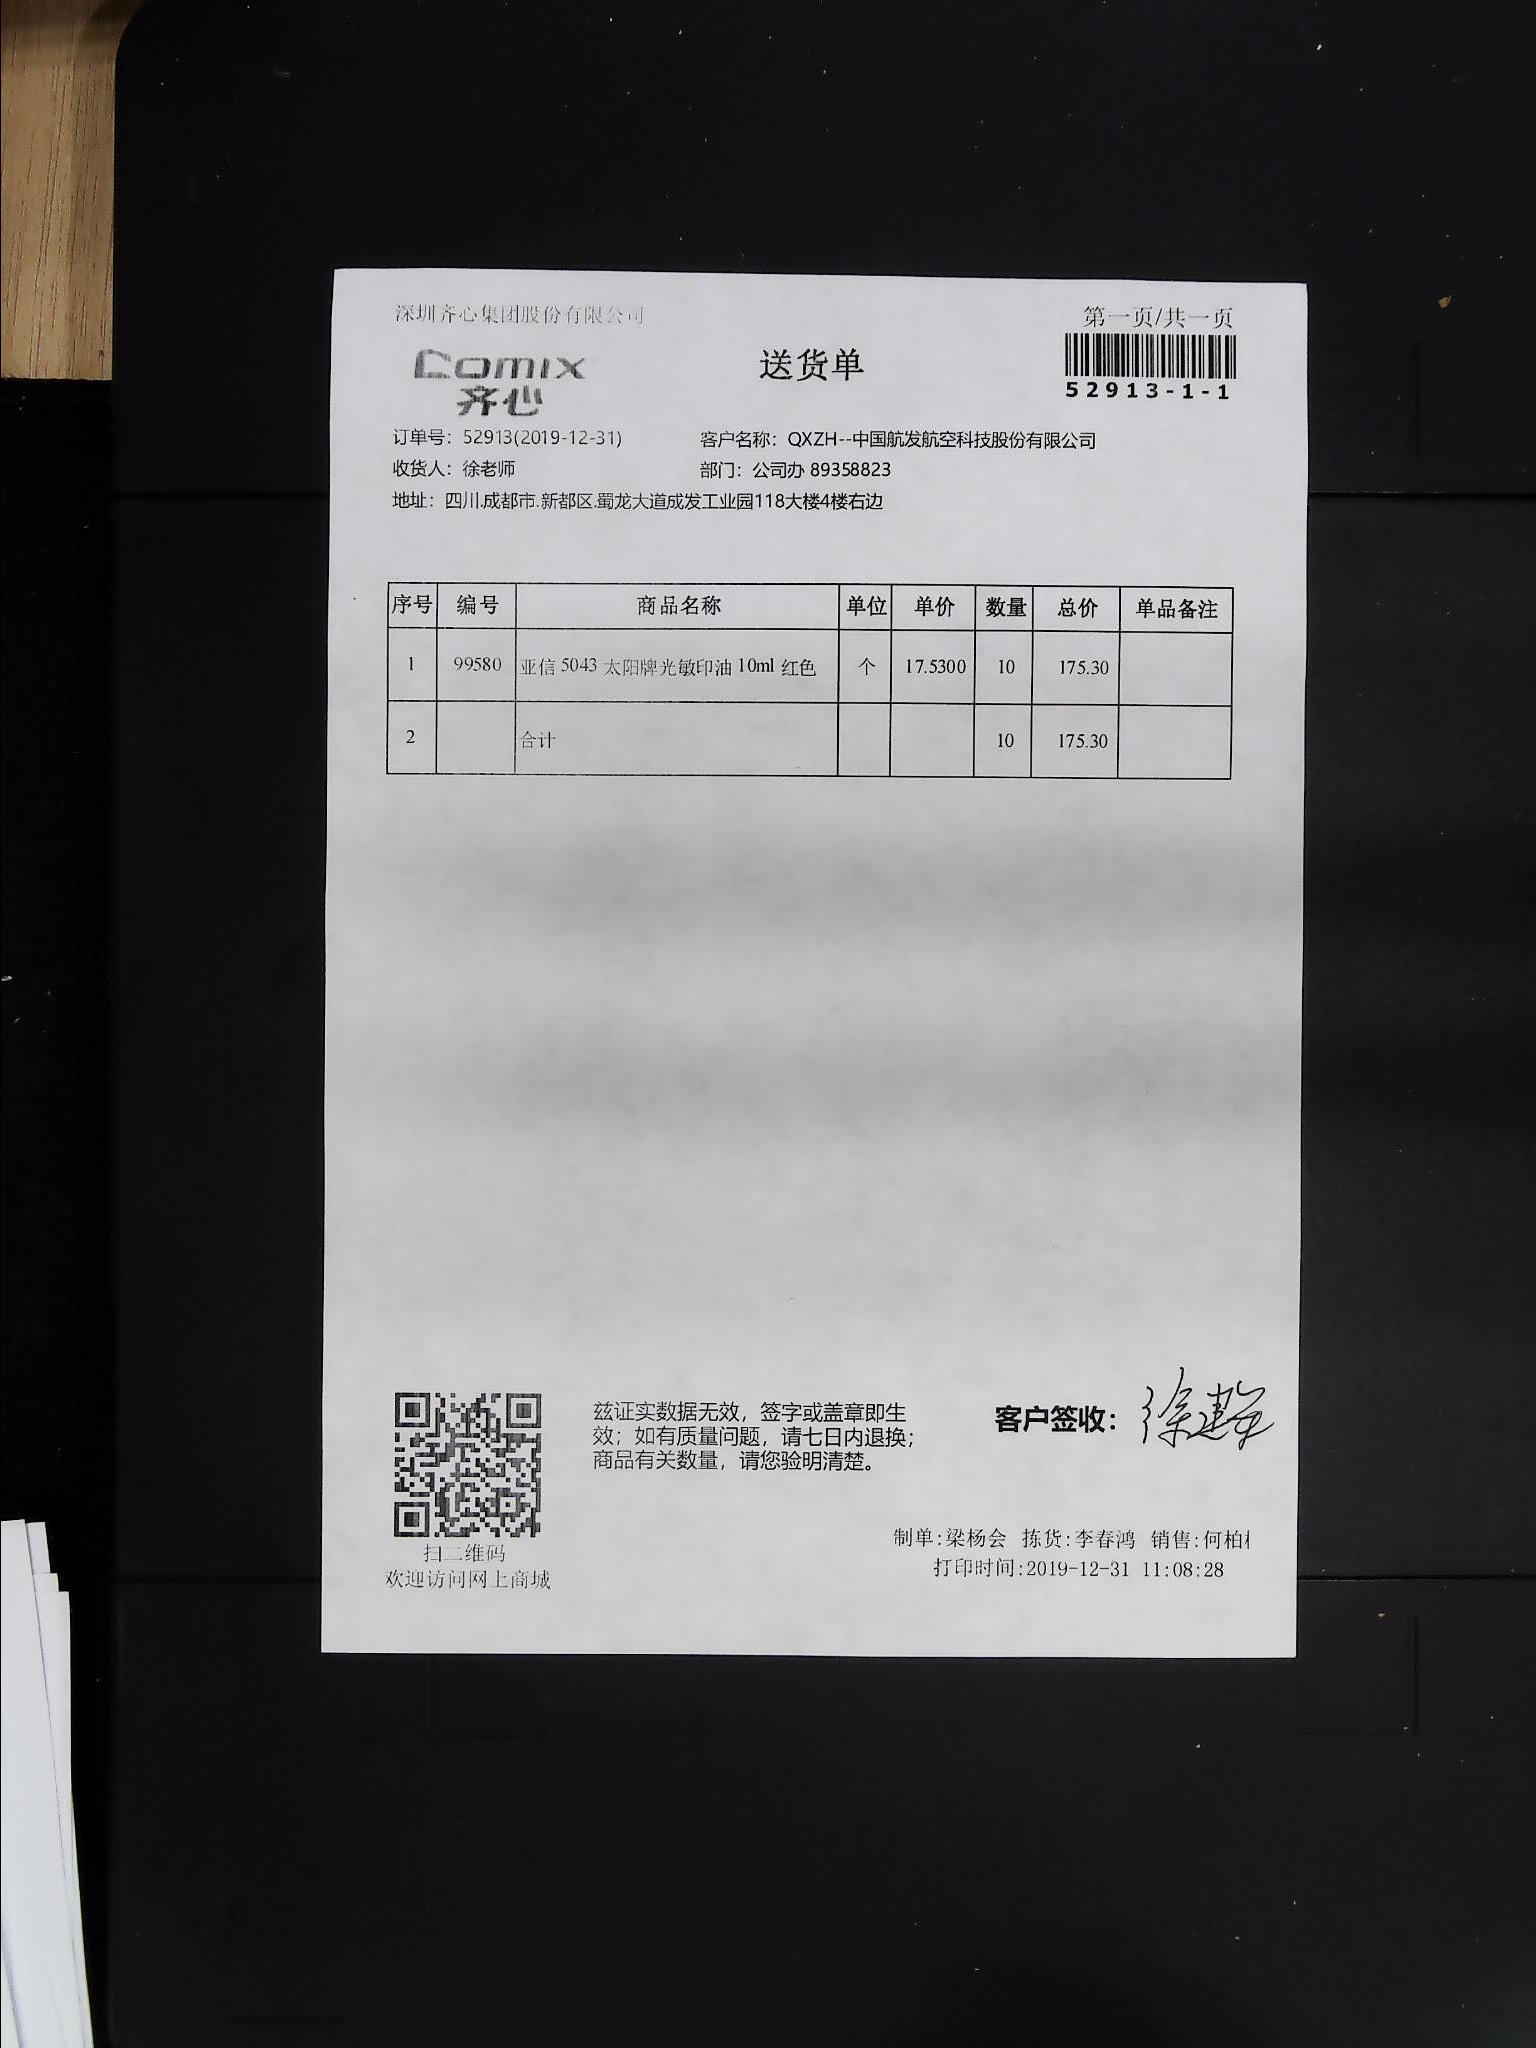 深圳齐心集团股份有限公司
第一页/共一页
comix
齐心
送货单
52913-1-1
订单号：52913(2019-12-31)
客户名称：QXZH--中国航发航空科技股份有限公司
收货人：徐老师
部门：公司办 89358823
地址：四川.成都市.新都区.蜀龙大道成发工业园118大楼4楼右边
序号 编号 商品名称 单位 单价 数量 总价 单品备注
1 99580 亚信 5043 太阳牌光敏印油 10ml 红色 个 17.5300 10 175.30
2 合计 10 175.30
兹证实数据无效，签字或盖章即生
效；如有质量问题，请七日内退换；
商品有关数量，请您验明清楚。
客户签收：徐建
扫二维码
欢迎访问网上商城
制单:梁杨会 拣货:李春鸿 销售:何柏
打印时间:2019-12-31 11:08:28